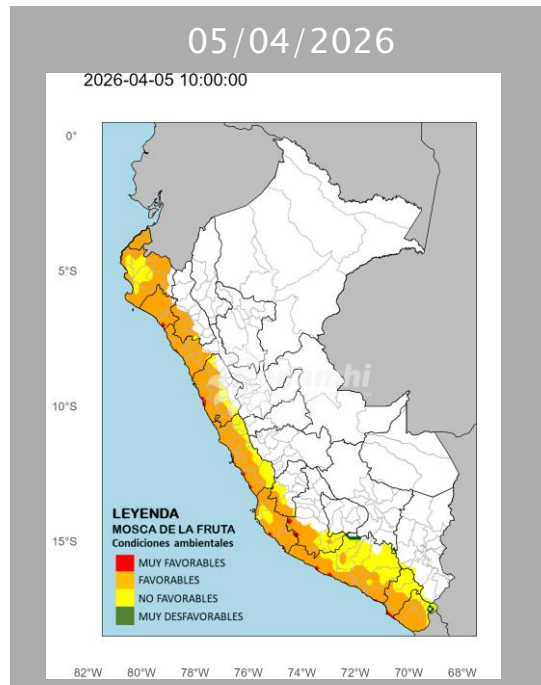 05/04/2026
2026-04-05 10:00:00
0°
5°S
10°S
15°S
LEYENDA
MOSCA DE LA FRUTA
Condiciones ambientales
MUY FAVORABLES
FAVORABLES
NO FAVORABLES
MUY DESFAVORABLES
82°W 80°W 78°W 76°W 74°W 72°W 70°W 68°W